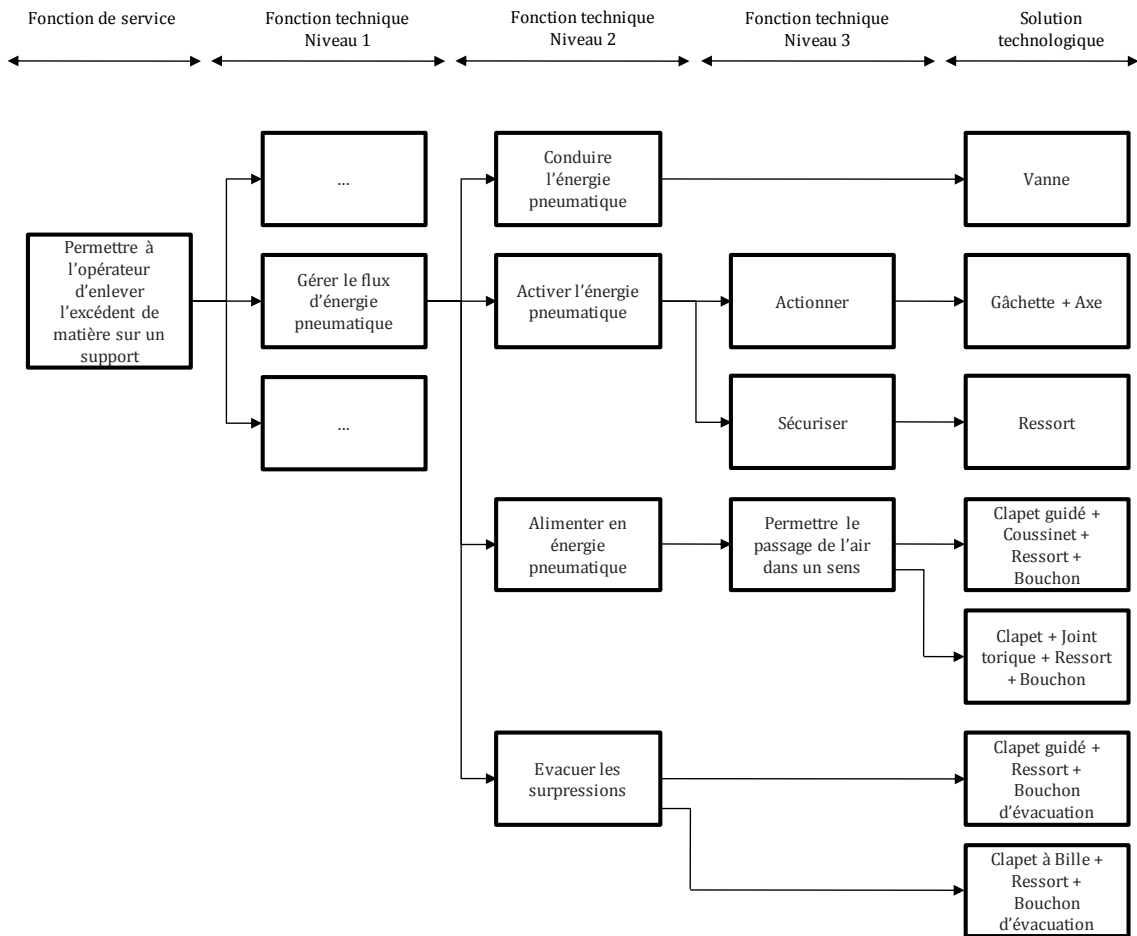 Fonction de service
Fonction technique
Niveau 1
Fonction technique
Niveau 2
Fonction technique
Niveau 3
Solution
technologique
Permettre à
l’opérateur
d’enlever
l’excédent de
matière sur un
support
...
Gérer le flux
d’énergie
pneumatique
...
Conduire
l’énergie
pneumatique
Vanne
Activer l’énergie
pneumatique
Actionner
Gâchette + Axe
Sécuriser
Ressort
Alimenter en
énergie
pneumatique
Permettre le
passage de l’air
dans un sens
Clapet guidé +
Coussinet +
Ressort +
Bouchon
Clapet + Joint
torique + Ressort
+ Bouchon
Evacuer les
surpressions
Clapet guidé +
Ressort +
Bouchon
d’évacuation
Clapet à Bille +
Ressort +
Bouchon
d’évacuation